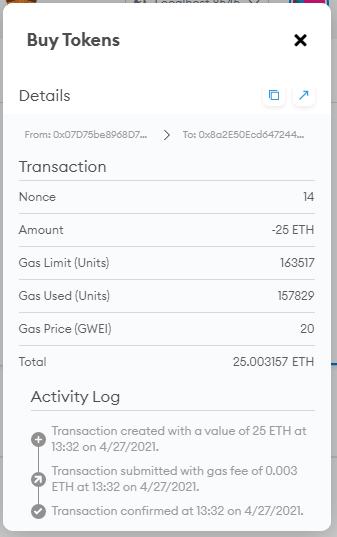 Buy Tokens
Details
From: 0x07D75be8968D7... To: 0x8a2E50Ecd647244...
Transaction
Nonce 14
Amount -25 ETH
Gas Limit (Units) 163517
Gas Used (Units) 157829
Gas Price (GWEI) 20
Total 25.003157 ETH
Activity Log
Transaction created with a value of 25 ETH at
13:32 on 4/27/2021.
Transaction submitted with gas fee of 0.003
ETH at 13:32 on 4/27/2021.
Transaction confirmed at 13:32 on 4/27/2021.